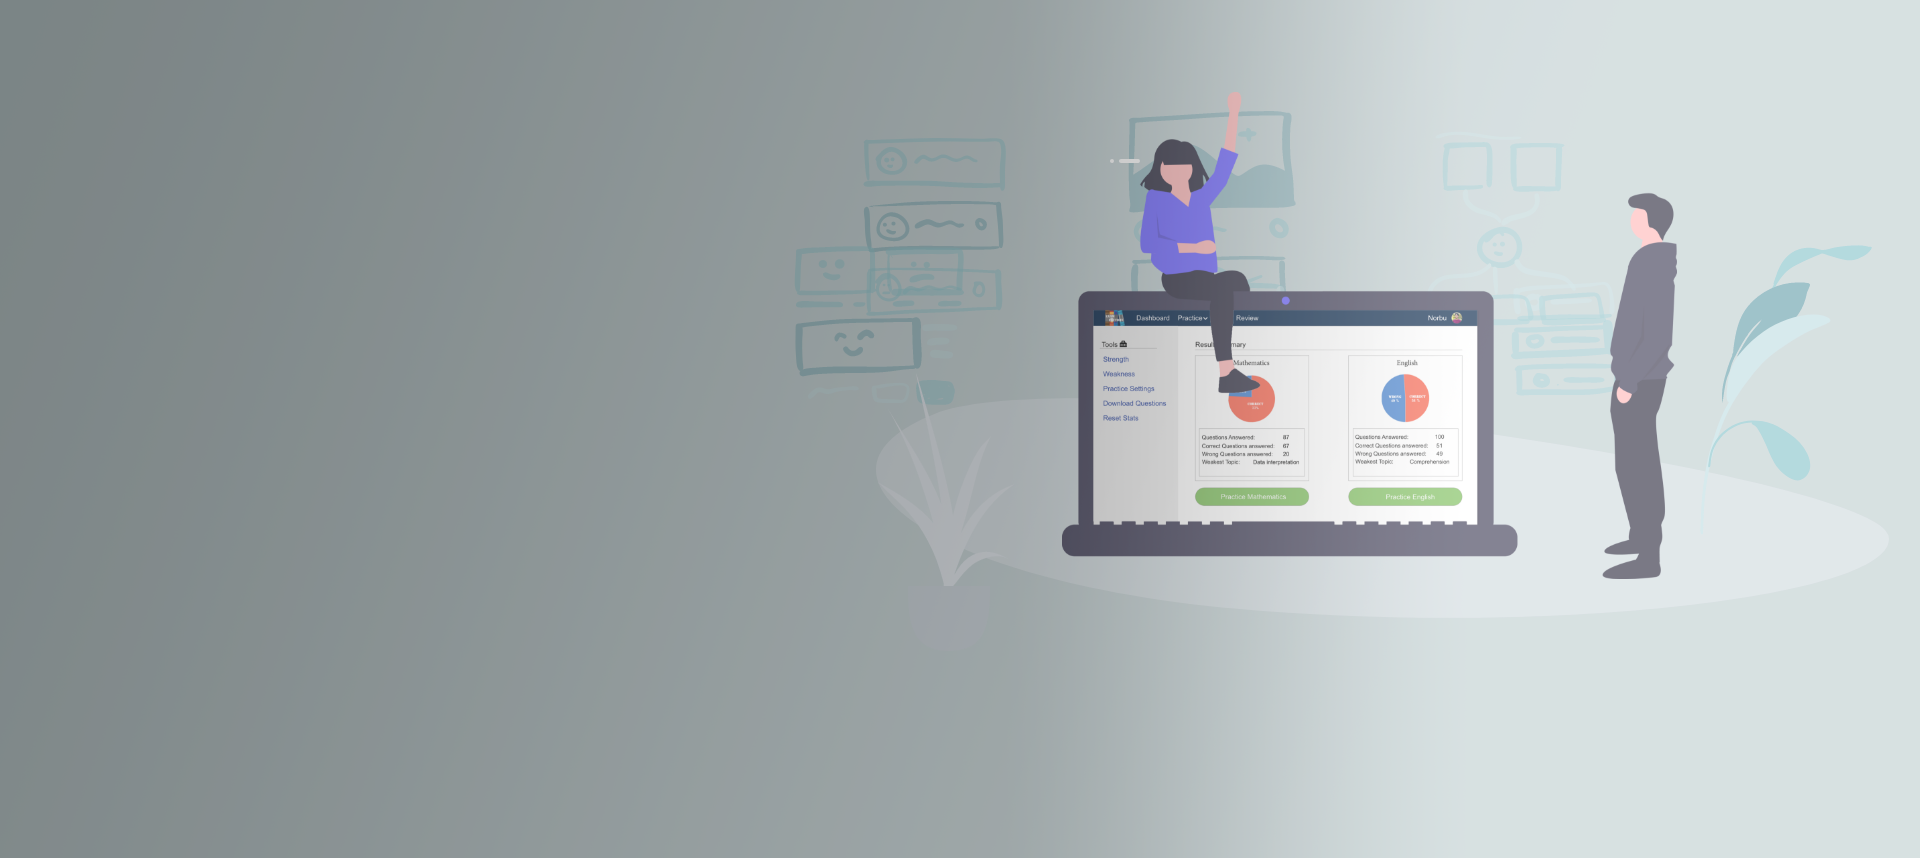 Dashboard Practice Review Norbu
Tools
Strength
Weakness
Practice Settings
Download Questions
Reset Stats
Mathematics
Questions Answered: 87
Correct Questions answered: 67
Wrong Questions answered: 20
Weakest Topic: Data interpretation
Practice Mathematics
English
WRONG
CORRECT
Questions Answered: 100
Correct Questions answered: 51
Wrong Questions answered: 49
Weakest Topic: Comprehension
Practice English